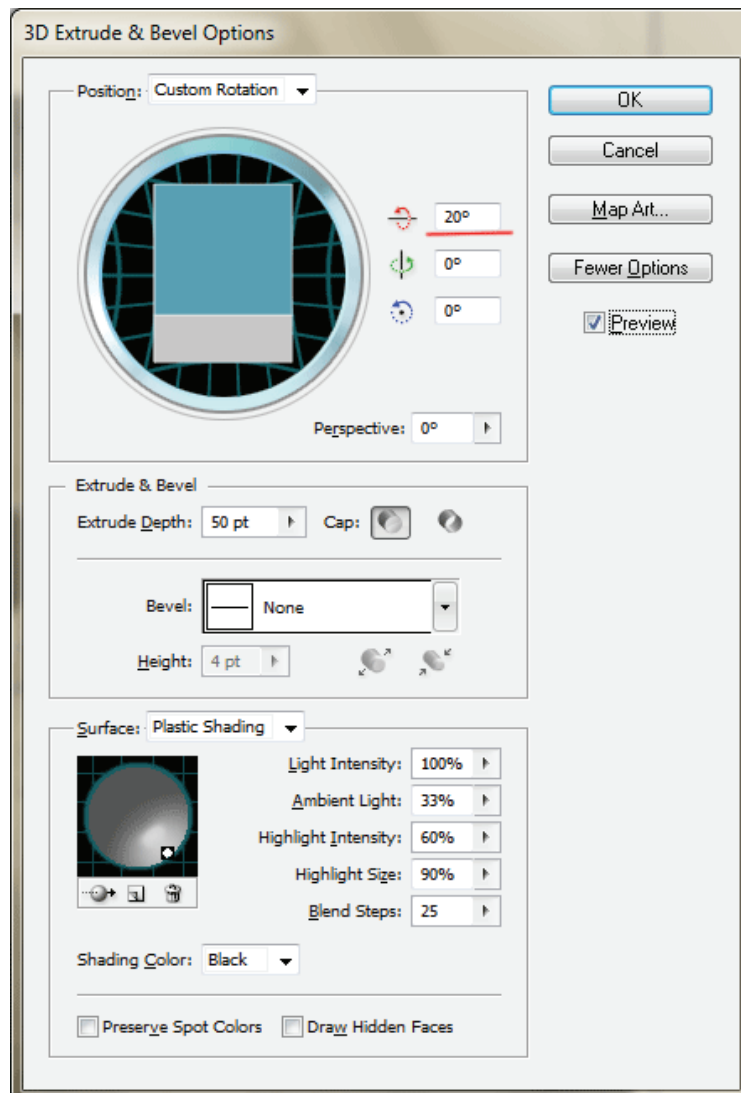 3D Extrude & Bevel Options
Position: Custom Rotation
20°
0°
0°
Perspective: 0°
OK
Cancel
Map Art...
Fewer Options
Preview
Extrude & Bevel
Extrude Depth: 50 pt Cap:
Bevel: None
Height: 4 pt
Surface: Plastic Shading
Light Intensity: 100%
Ambient Light: 33%
Highlight Intensity: 60%
Highlight Size: 90%
Blend Steps: 25
Shading Color: Black
Preserve Spot Colors Draw Hidden Faces